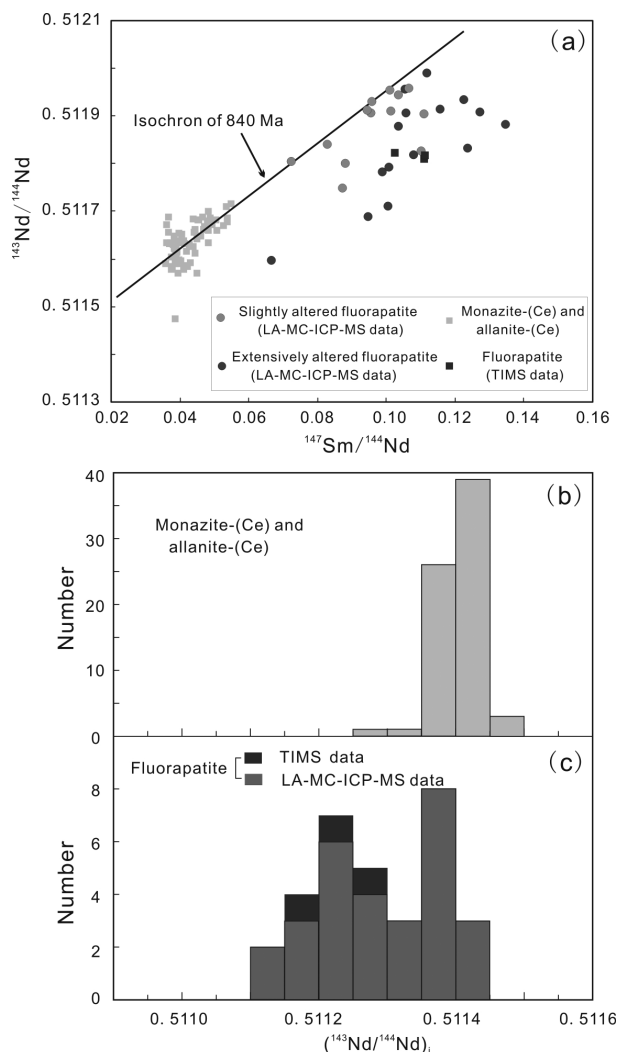 0. 5121
(a)
0. 5119
Isochron of 840 Ma
¹⁴³Nd/¹⁴⁴Nd
0. 5117
0. 5115
Slightly altered fluorapatite
(LA-MC-ICP-MS data)
Monazite-(Ce) and
allanite-(Ce)
Extensively altered fluorapatite
(LA-MC-ICP-MS data)
Fluorapatite
(TIMS data)
0. 5113
0.02 0.04 0.06 0.08 0.10 0.12 0.14 0.16
¹⁴⁷Sm/¹⁴⁴Nd
40
(b)
Monazite-(Ce) and
allanite-(Ce)
30
Number
20
10
0
(c)
Fluorapatite
TIMS data
LA-MC-ICP-MS data
8
6
Number
4
2
0
0. 5110 0. 5112 0. 5114 0. 5116
(¹⁴³Nd/¹⁴⁴Nd)ᵢ